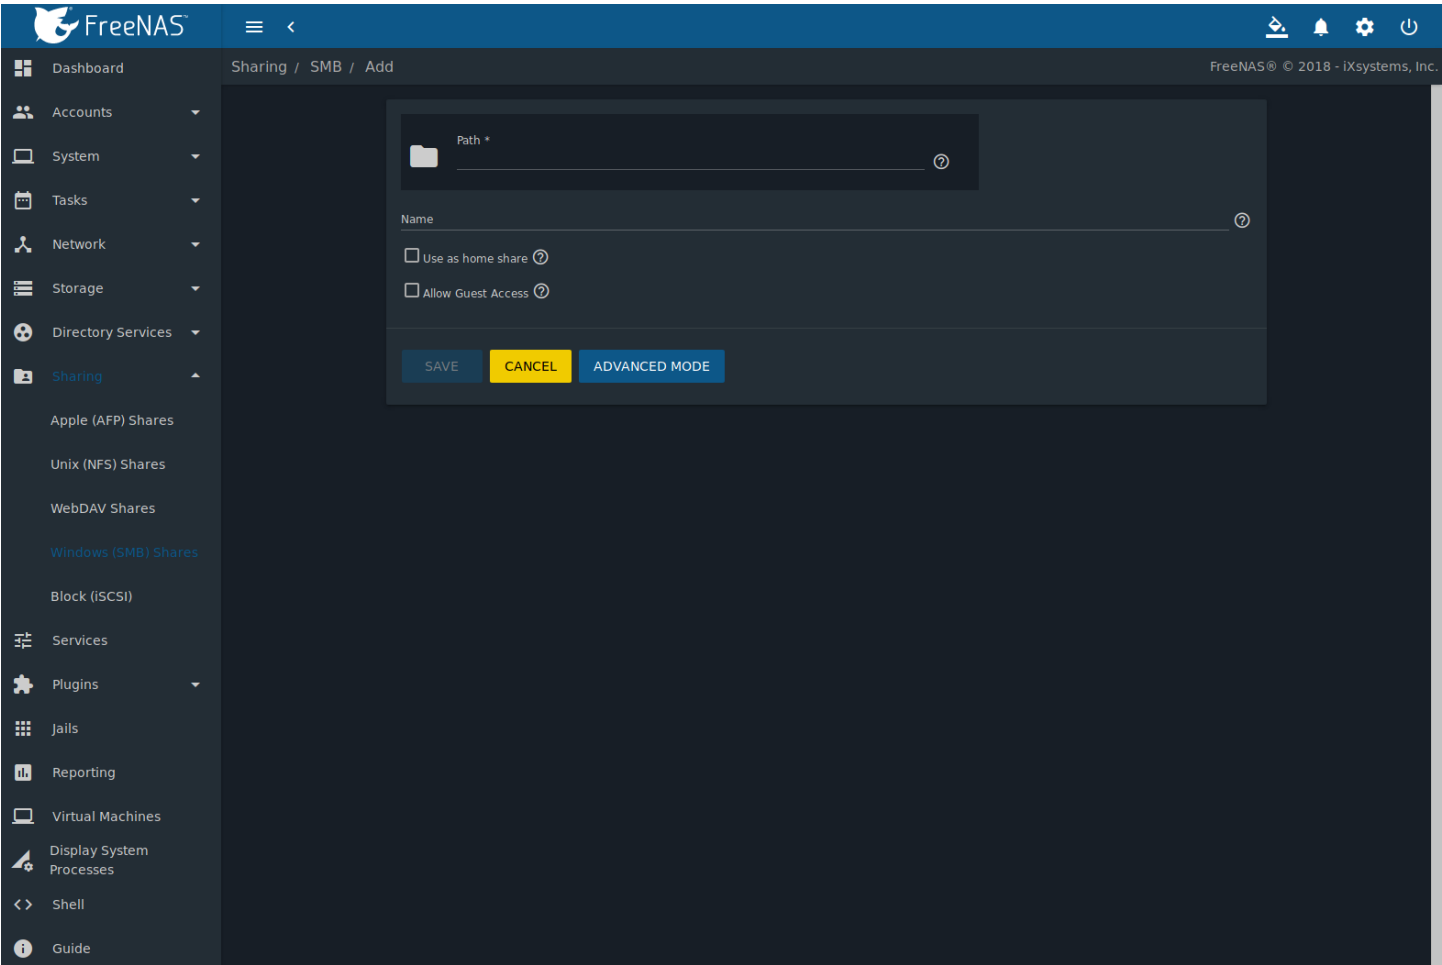 FreeNAS™
Sharing / SMB / Add
FreeNAS® © 2018 - iXsystems, Inc.
Dashboard
Accounts
System
Tasks
Network
Storage
Directory Services
Sharing
Apple (AFP) Shares
Unix (NFS) Shares
WebDAV Shares
Windows (SMB) Shares
Block (iSCSI)
Services
Plugins
Jails
Reporting
Virtual Machines
Display System
Processes
Shell
Guide
Path *
Name
Use as home share
Allow Guest Access
SAVE CANCEL ADVANCED MODE